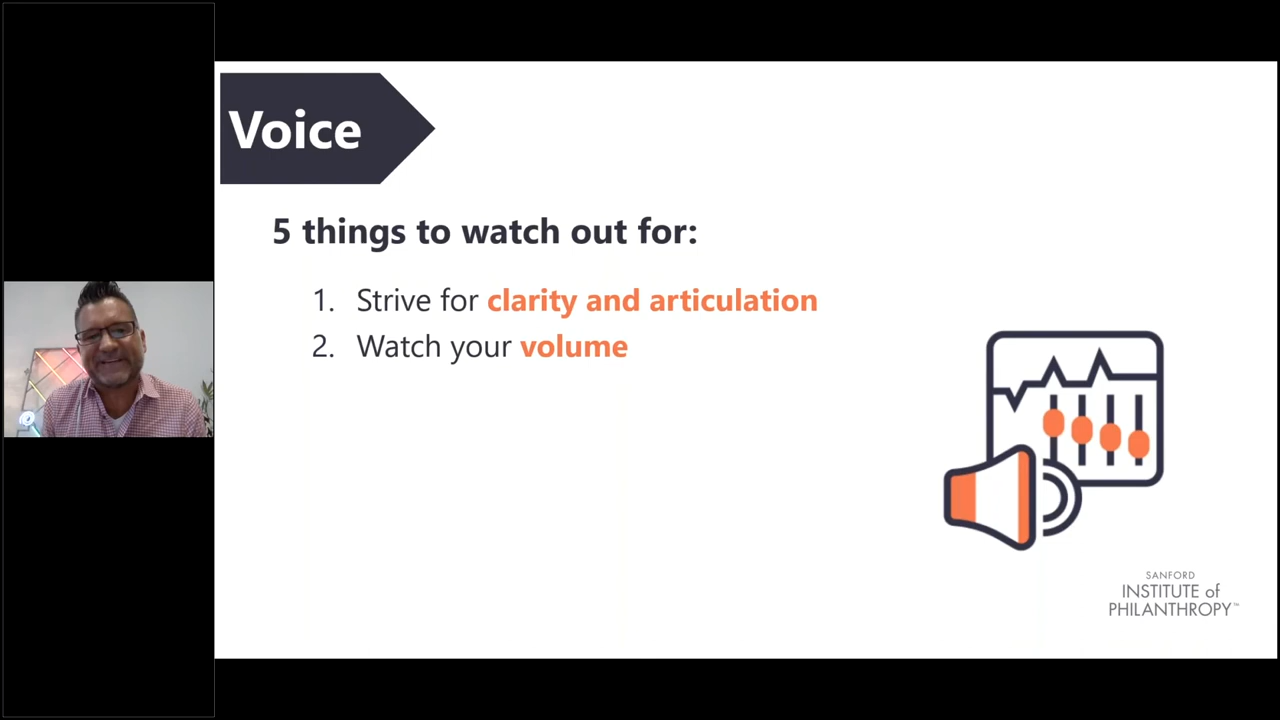 Voice
5 things to watch out for:
1. Strive for clarity and articulation
2. Watch your volume
SANFORD
INSTITUTE of
PHILANTHROPY™